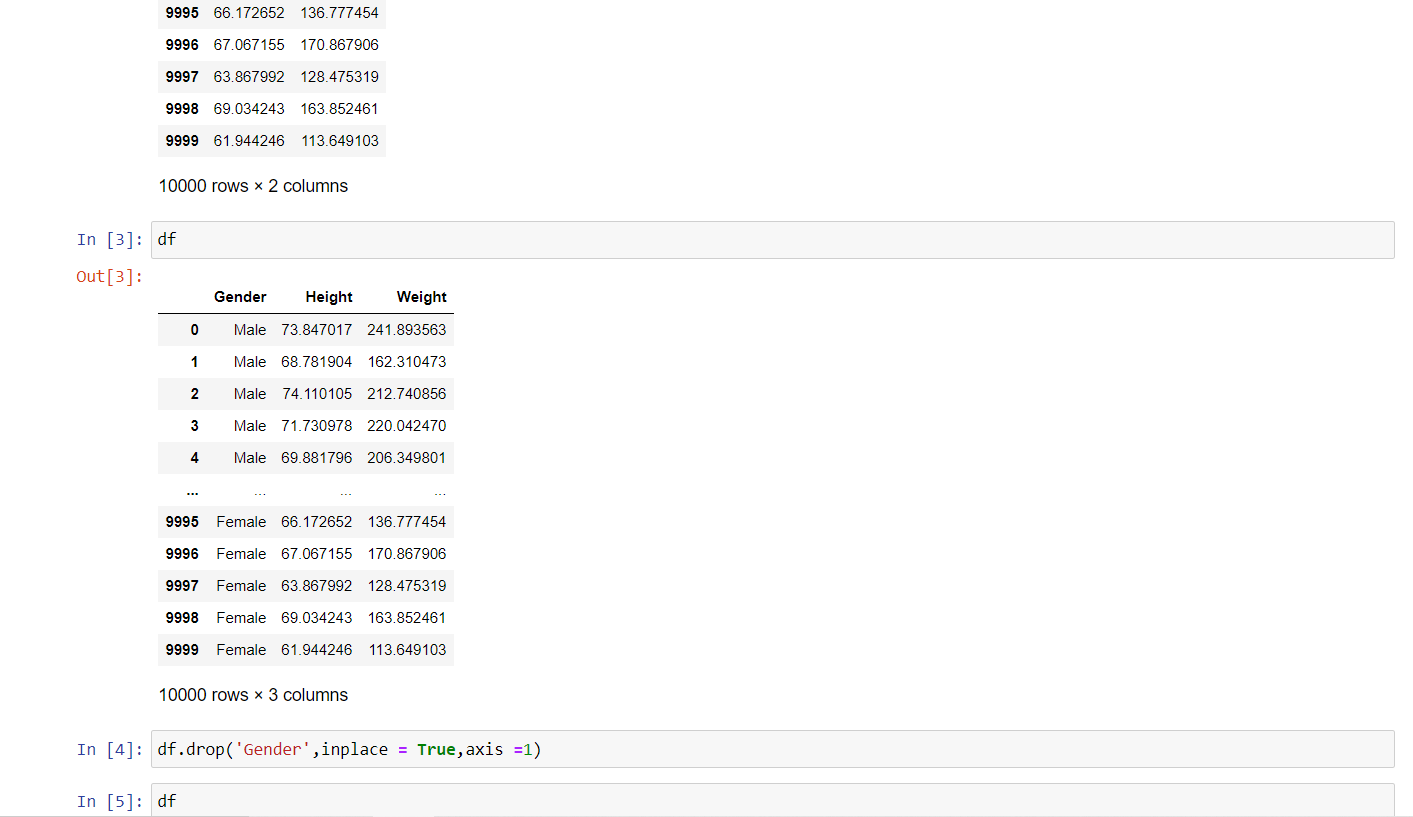 9995 66.172652 136.777454
9996 67.067155 170.867906
9997 63.867992 128.475319
9998 69.034243 163.852461
9999 61.944246 113.649103
10000 rows × 2 columns
In [3]: df
Out[3]:
Gender Height Weight
0 Male 73.847017 241.893563
1 Male 68.781904 162.310473
2 Male 74.110105 212.740856
3 Male 71.730978 220.042470
4 Male 69.881796 206.349801
... ... ... ...
9995 Female 66.172652 136.777454
9996 Female 67.067155 170.867906
9997 Female 63.867992 128.475319
9998 Female 69.034243 163.852461
9999 Female 61.944246 113.649103
10000 rows × 3 columns
In [4]: df.drop('Gender',inplace = True,axis =1)
In [5]: df